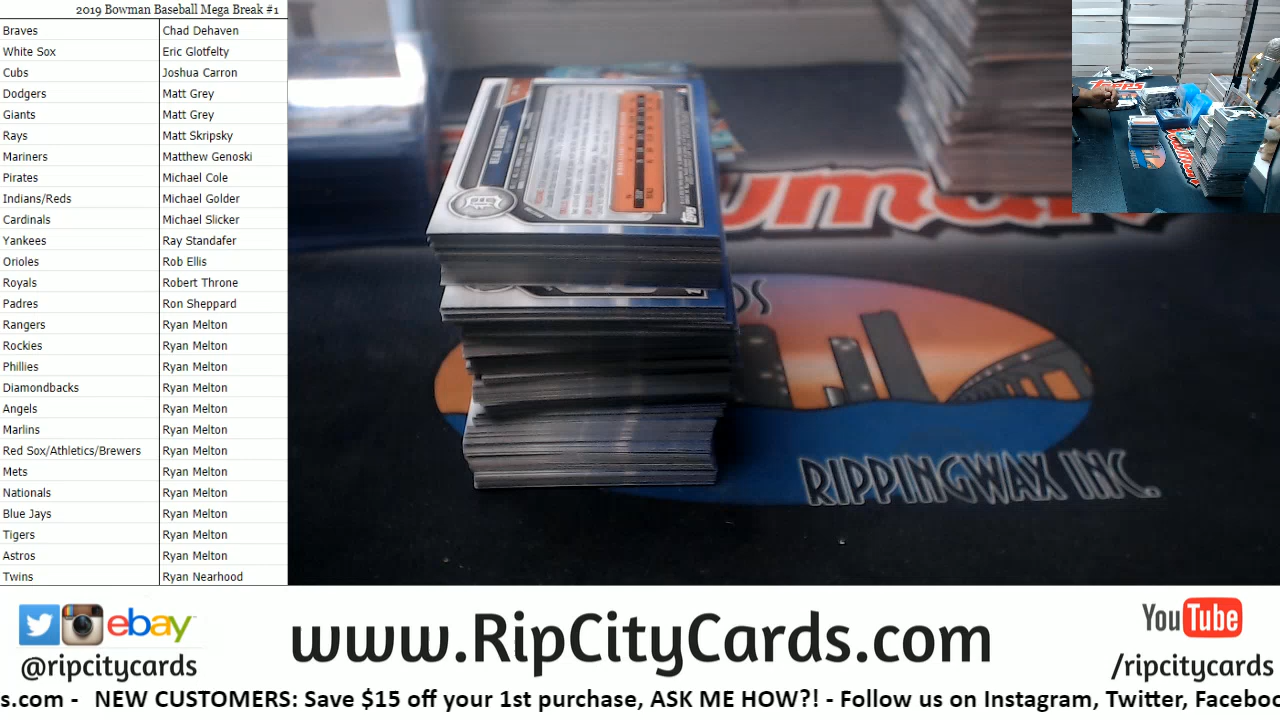 2019 Bowman Baseball Mega Break #1
Braves Chad Dehaven
White Sox Eric Glotfelty
Cubs Joshua Carron
Dodgers Matt Grey
Giants Matt Grey
Rays Matt Skripsky
Mariners Matthew Genoski
Pirates Michael Cole
Indians/Reds Michael Golder
Cardinals Michael Slicker
Yankees Ray Standafer
Orioles Rob Ellis
Royals Robert Throne
Padres Ron Sheppard
Rangers Ryan Melton
Rockies Ryan Melton
Phillies Ryan Melton
Diamondbacks Ryan Melton
Angels Ryan Melton
Marlins Ryan Melton
Red Sox/Athletics/Brewers Ryan Melton
Mets Ryan Melton
Nationals Ryan Melton
Blue Jays Ryan Melton
Tigers Ryan Melton
Astros Ryan Melton
Twins Ryan Nearhood
topps
RIPPINGWAX INC.
ebay
@ripcitycards
www.RipCityCards.com
YouTube
/ripcitycards
s.com - NEW CUSTOMERS: Save $15 off your 1st purchase, ASK ME HOW?! - Follow us on Instagram, Twitter, Faceboo